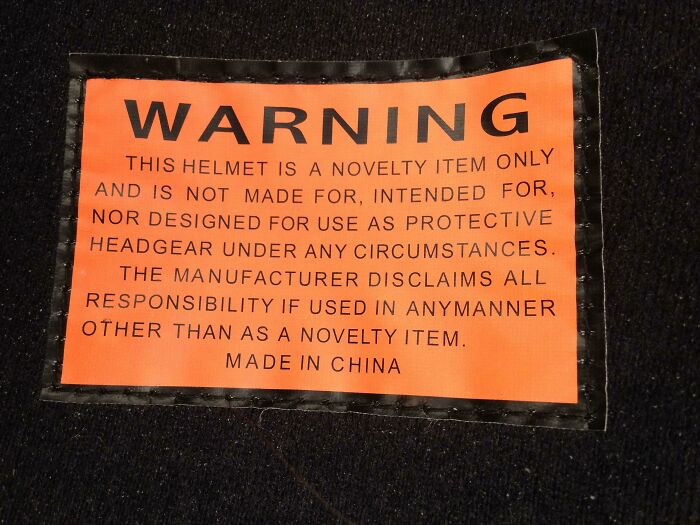 WARNING
THIS HELMET IS A NOVELTY ITEM ONLY
AND IS NOT MADE FOR, INTENDED FOR,
NOR DESIGNED FOR USE AS PROTECTIVE
HEADGEAR UNDER ANY CIRCUMSTANCES.
THE MANUFACTURER DISCLAIMS ALL
RESPONSIBILITY IF USED IN ANYMANNER
OTHER THAN AS A NOVELTY ITEM.
MADE IN CHINA